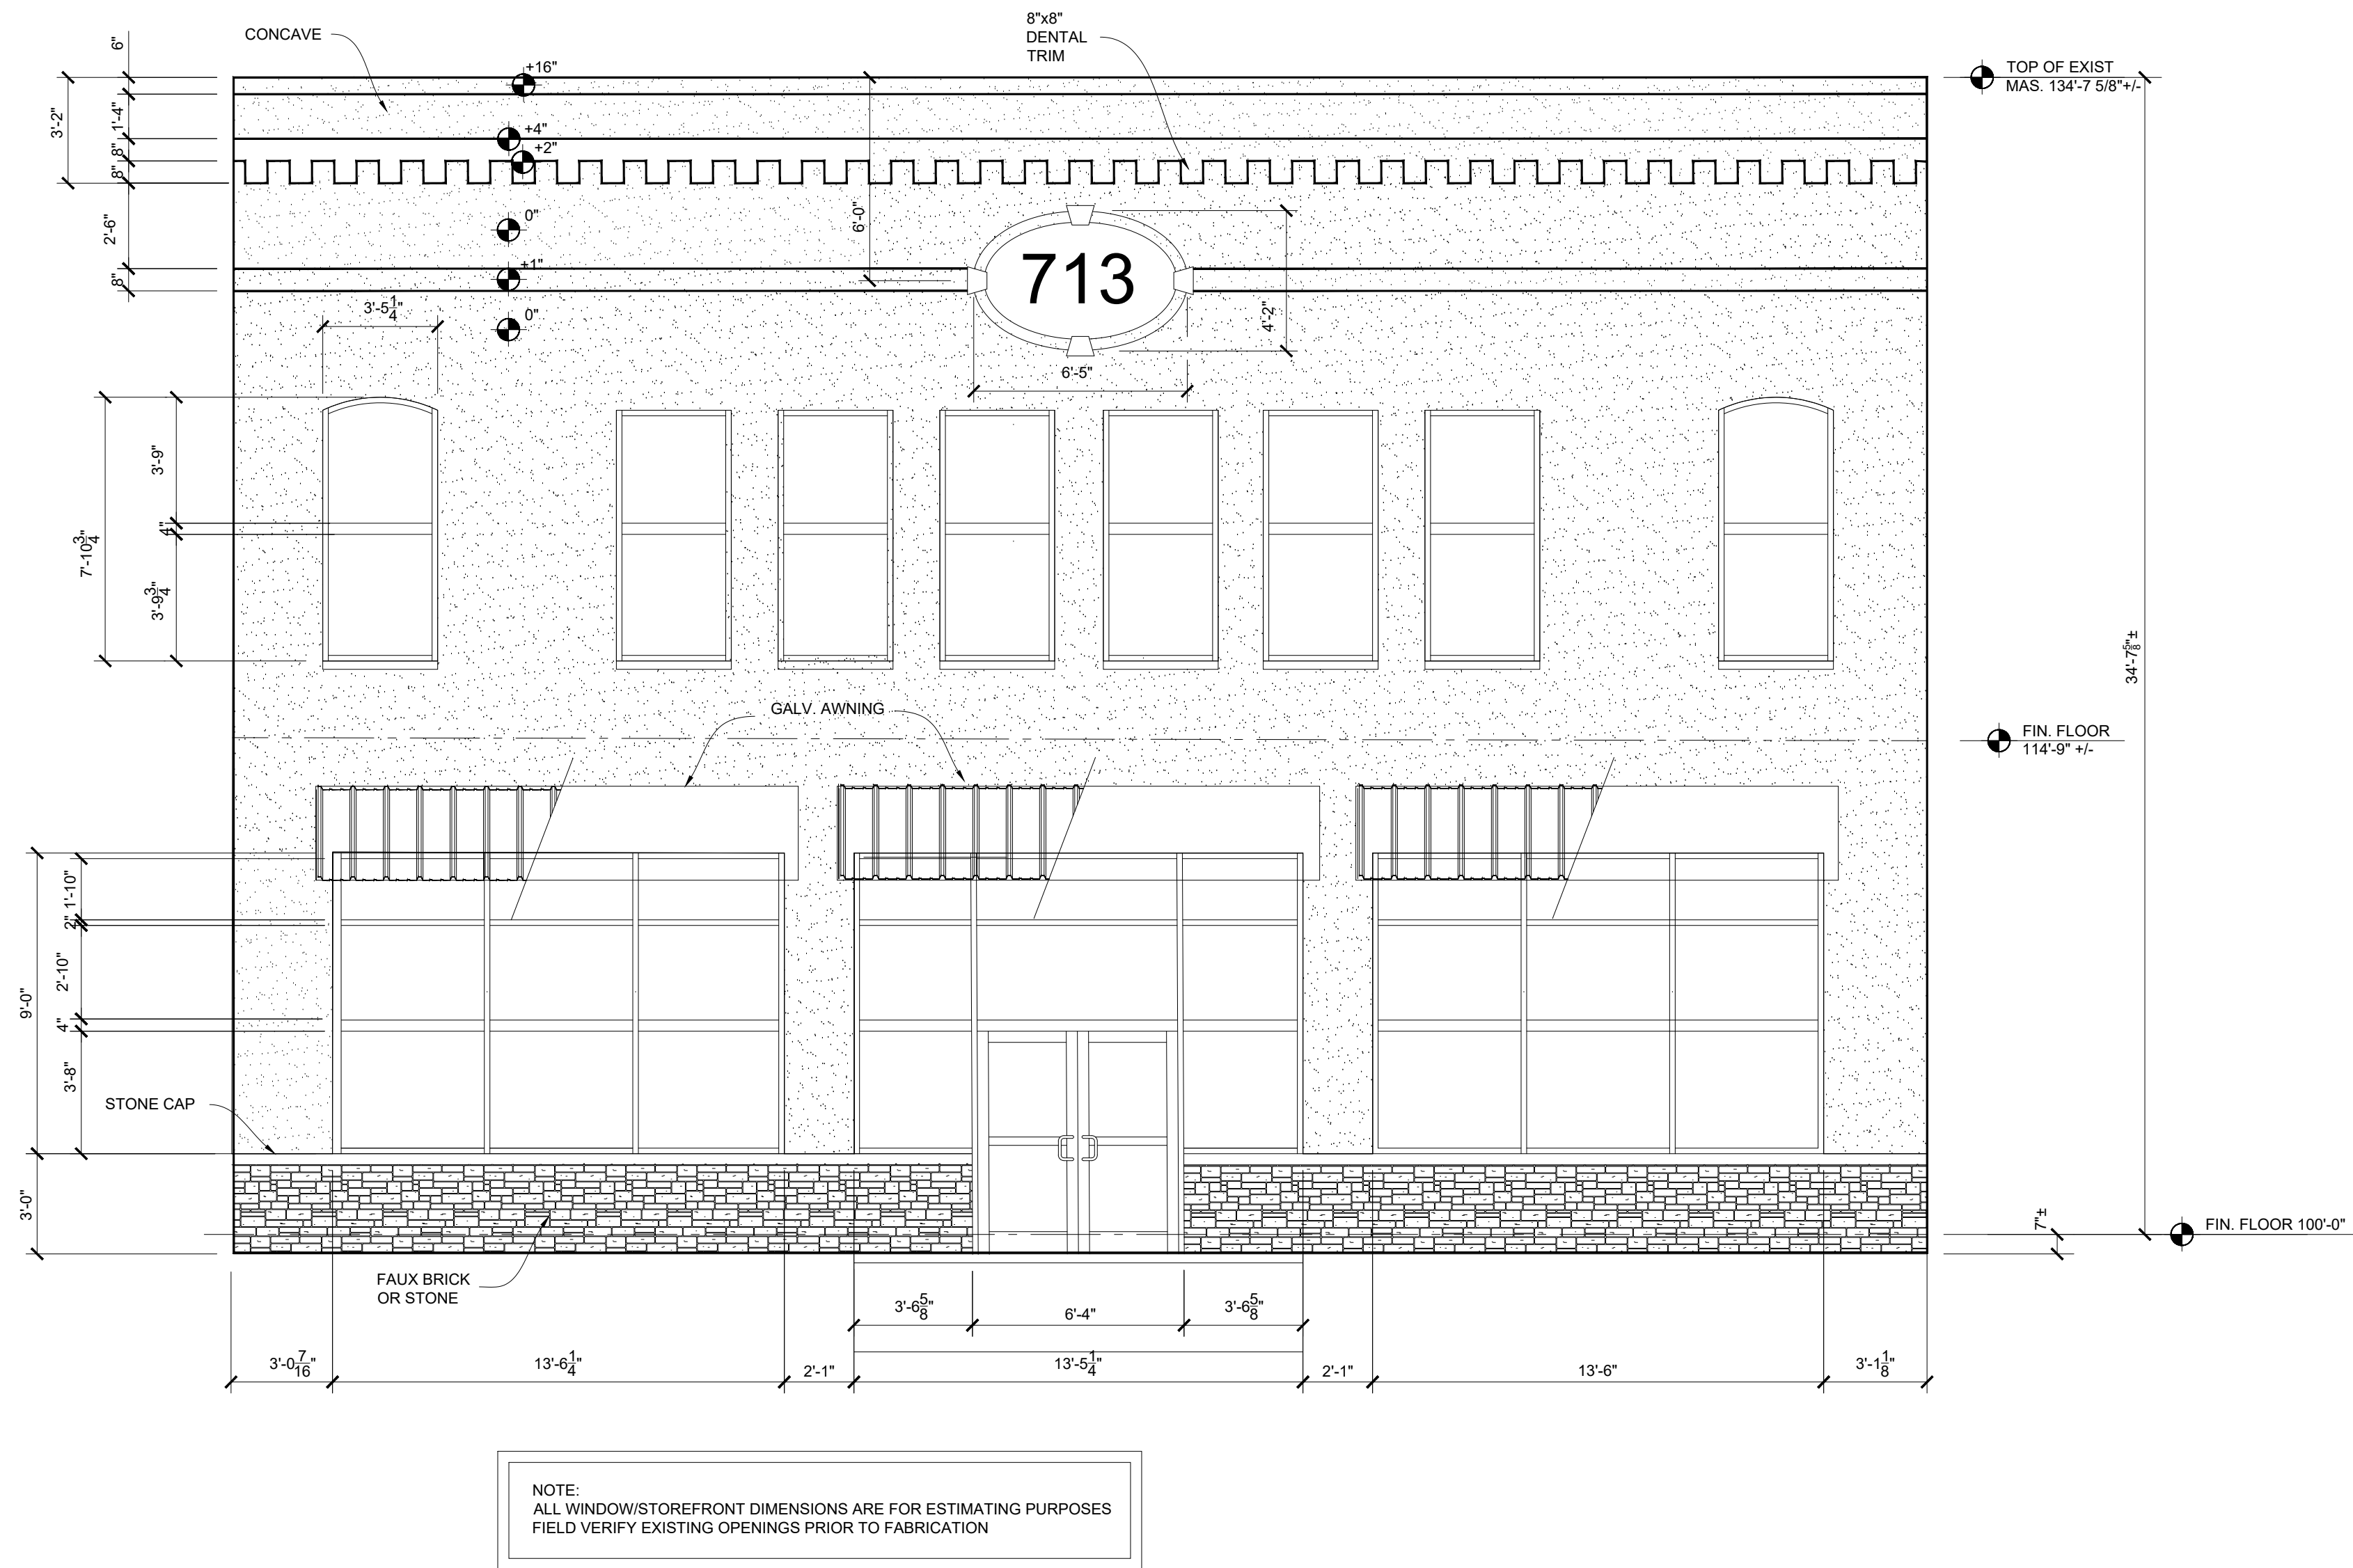 CONCAVE
8"x8"
DENTAL
TRIM
TOP OF EXIST
MAS. 134'-7 5/8"+/-
6"
3'-2"
1'-4"
8"
8"
2'-6"
8"
+16"
+4"
+2"
0"
+1"
0"
6'-0"
713
4'-2"
6'-5"
3'-5 1/4"
7'-10 3/4"
3'-9"
4"
3'-9 3/4"
34'-7 5/8"±
GALV. AWNING
FIN. FLOOR
114'-9" +/-
9'-0"
1'-10"
2"
2'-10"
4"
3'-8"
STONE CAP
3'-0"
7"±
FIN. FLOOR 100'-0"
FAUX BRICK
OR STONE
3'-6 5/8"
6'-4"
3'-6 5/8"
3'-0 7/16"
13'-6 1/4"
2'-1"
13'-5 1/4"
2'-1"
13'-6"
3'-1 1/8"
NOTE:
ALL WINDOW/STOREFRONT DIMENSIONS ARE FOR ESTIMATING PURPOSES
FIELD VERIFY EXISTING OPENINGS PRIOR TO FABRICATION